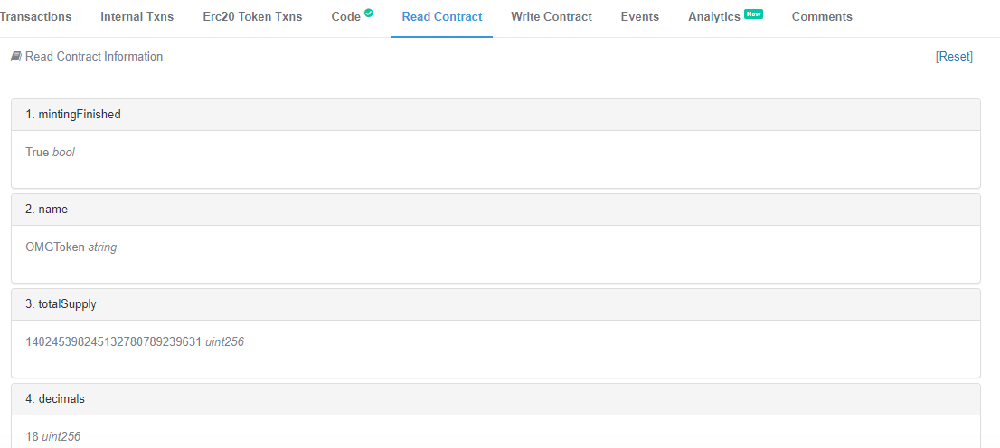 Transactions Internal Txns Erc20 Token Txns Code Read Contract Write Contract Events Analytics New Comments
Read Contract Information [Reset]
1. mintingFinished
True bool
2. name
OMGToken string
3. totalSupply
140245398245132780789239631 uint256
4. decimals
18 uint256